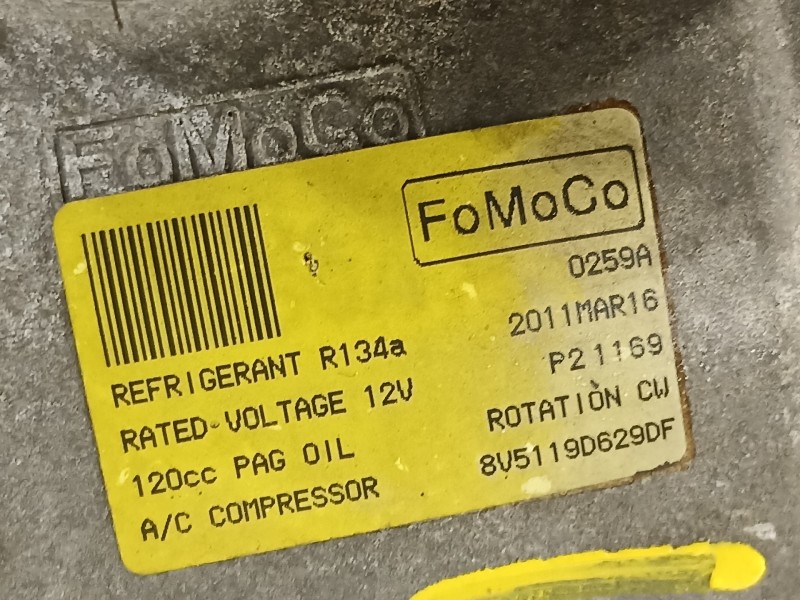 FoMoCo
FoMoCo
0259A
2011MAR16
P21169
ROTATION CW
8V5119D629DF
REFRIGERANT R134a
RATED-VOLTAGE 12V
120cc PAG OIL
A/C COMPRESSOR